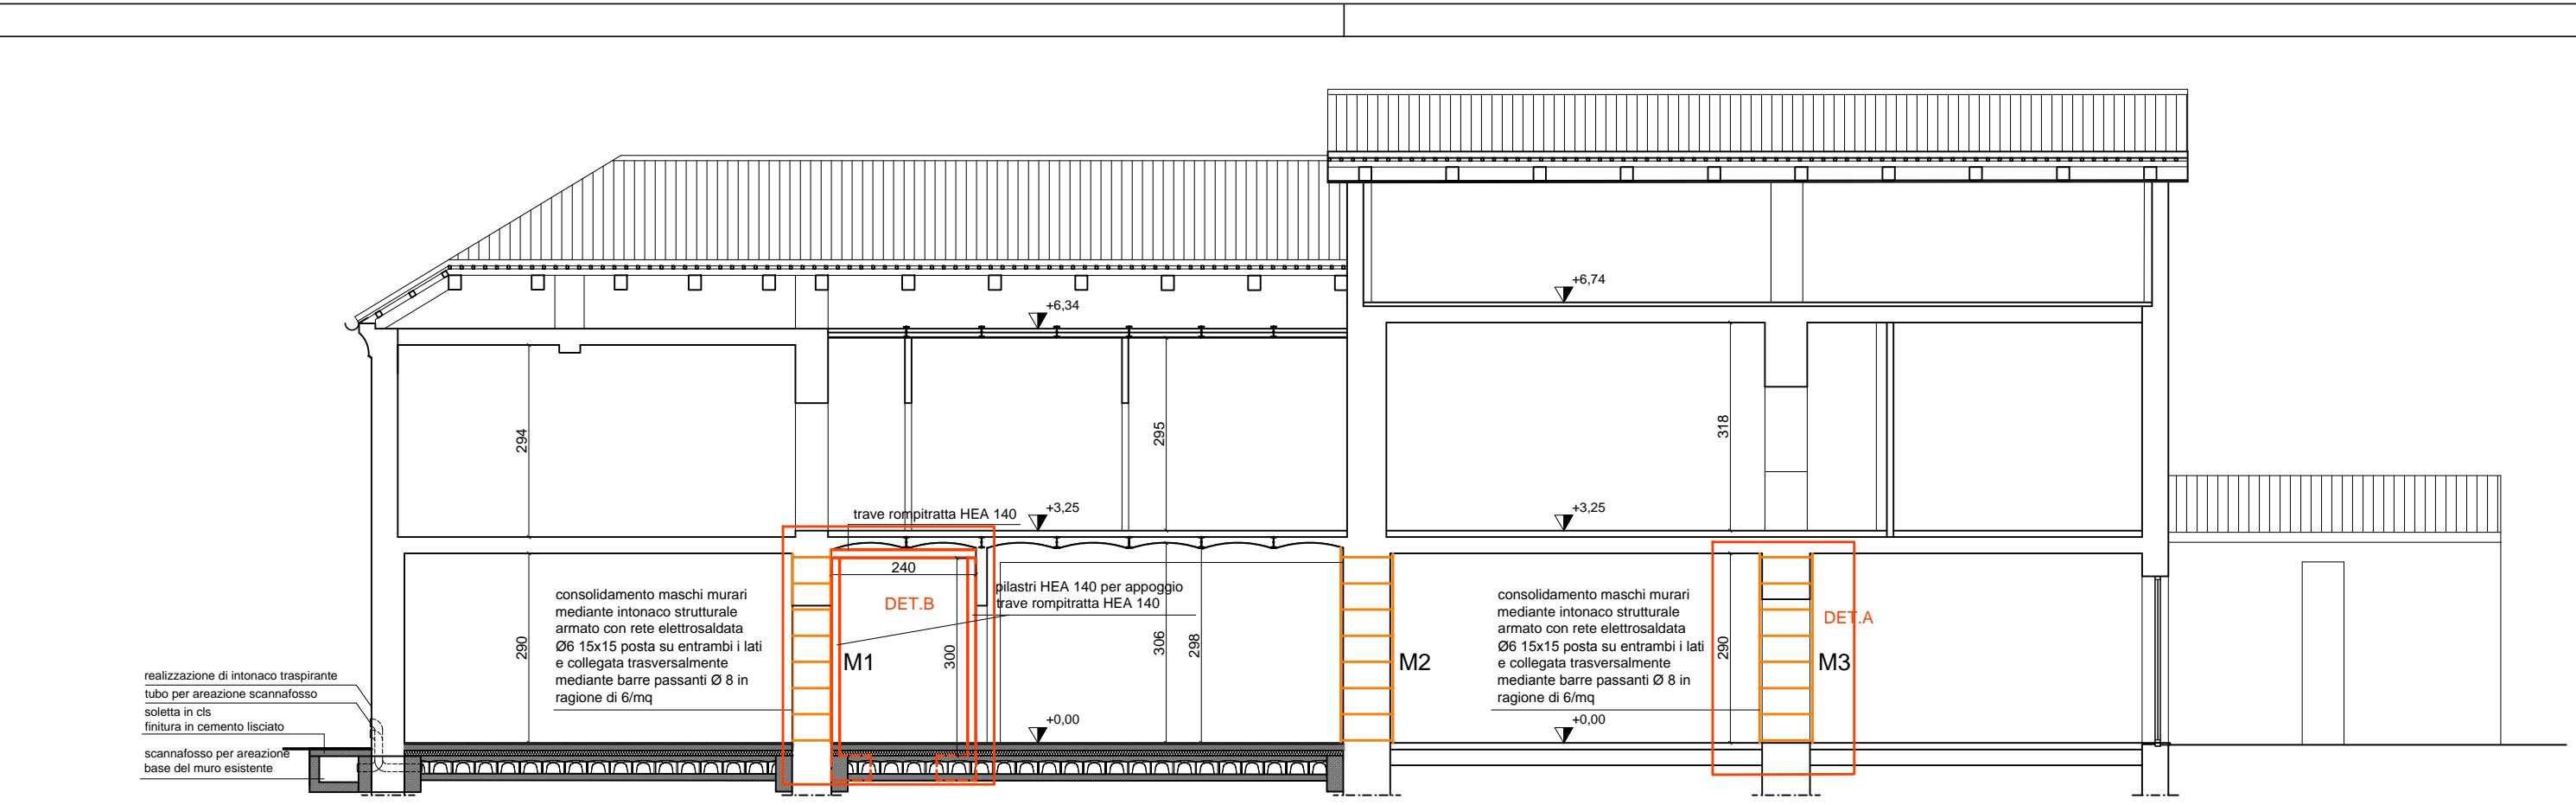 +6,74
+6,34
294
295
318
trave rompitratta HEA 140
+3,25
+3,25
240
DET.B
pilastri HEA 140 per appoggio
trave rompitratta HEA 140
consolidamento maschi murari
mediante intonaco strutturale
armato con rete elettrosaldata
Ø6 15x15 posta su entrambi i lati
e collegata trasversalmente
mediante barre passanti Ø 8 in
ragione di 6/mq
290
M1
300
306
298
M2
consolidamento maschi murari
mediante intonaco strutturale
armato con rete elettrosaldata
Ø6 15x15 posta su entrambi i lati
e collegata trasversalmente
mediante barre passanti Ø 8 in
ragione di 6/mq
290
DET.A
M3
realizzazione di intonaco traspirante
tubo per areazione scannafosso
soletta in cls
finitura in cemento lisciato
scannafosso per areazione
base del muro esistente
+0,00
+0,00